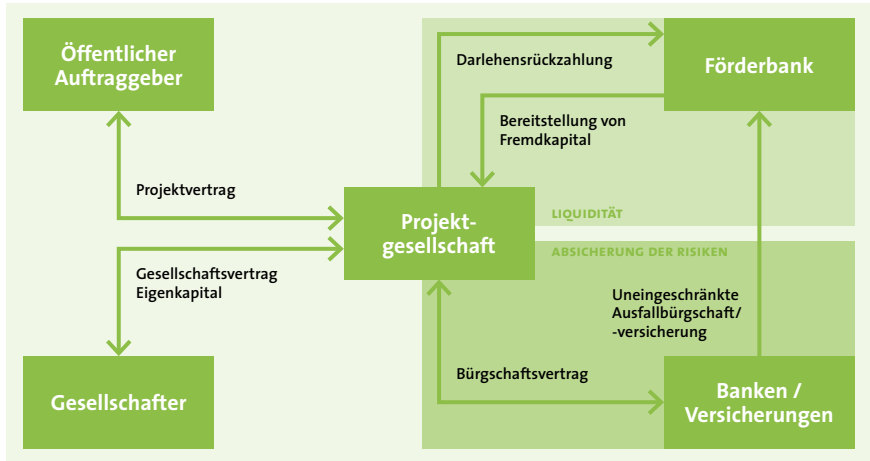 Öffentlicher
Auftraggeber
Darlehensrückzahlung
Förderbank
Bereitstellung von
Fremdkapital
Projektvertrag
Projekt-
gesellschaft
LIQUIDITÄT
ABSICHERUNG DER RISIKEN
Gesellschaftsvertrag
Eigenkapital
Uneingeschränkte
Ausfallbürgschaft/
-versicherung
Bürgschaftsvertrag
Gesellschafter
Banken /
Versicherungen